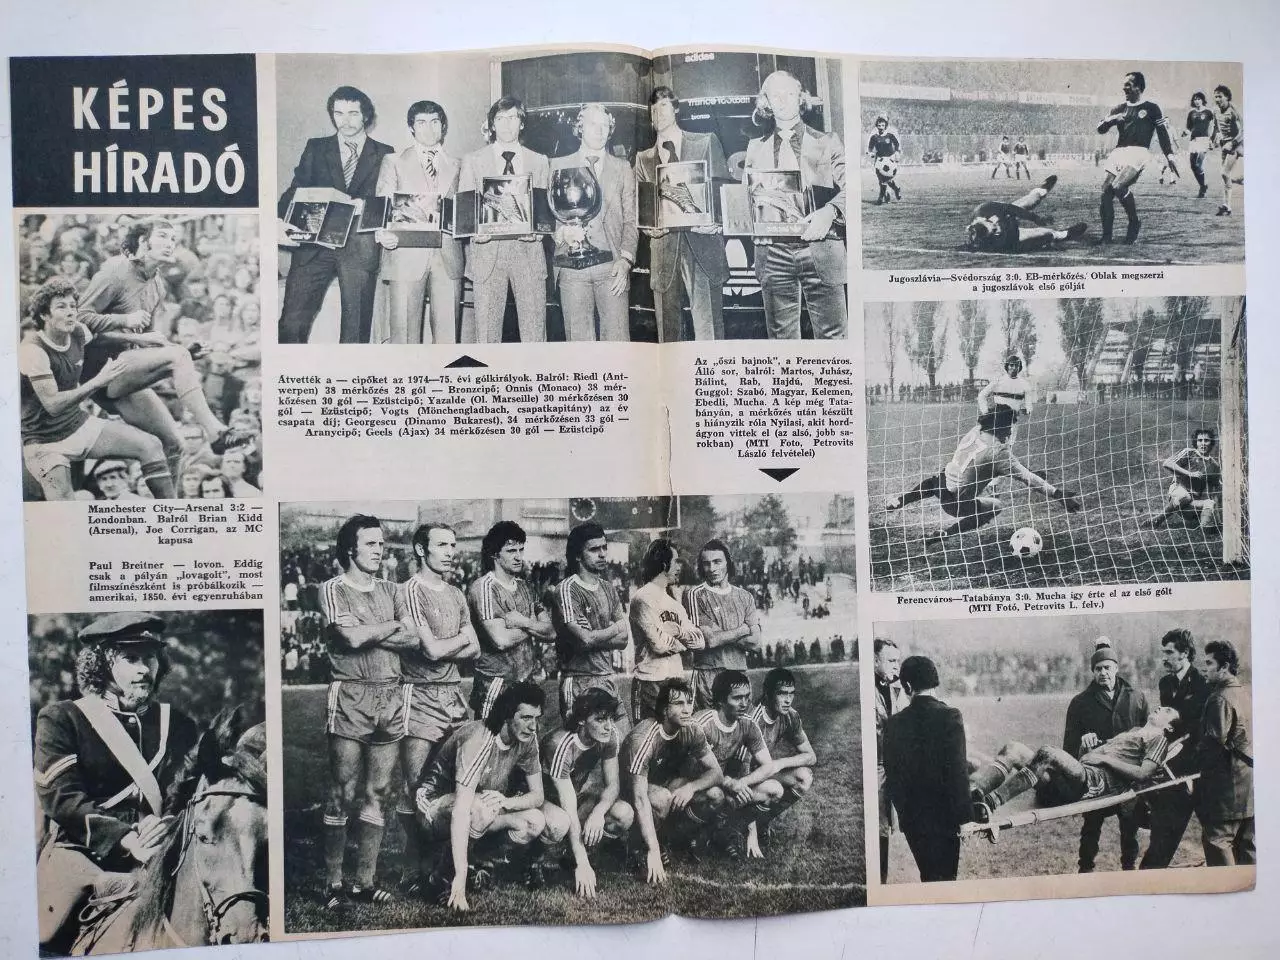 KÉPES
HÍRADÓ
adidas
france football
Jugoszlávia—Svédország 3:0. EB-mérkőzés. Oblak megszerzi
a jugoszlávok első gólját
Átvették a — cipőket az 1974—75. évi gólkirályok. Balról: Riedl (Ant-
werpen) 38 mérkőzés 28 gól — Bronzcipő; Onnis (Monaco) 38 mér-
kőzésen 30 gól — Ezüstcipő; Yazalde (Ol. Marseille) 30 mérkőzésen 30
gól — Ezüstcipő; Vogts (Mönchengladbach, csapatkapitány) az év
csapata díj; Georgescu (Dinamo Bukarest), 34 mérkőzésen 33 gól —
Aranycipő; Geels (Ajax) 34 mérkőzésen 30 gól — Ezüstcipő
Az „őszi bajnok”, a Ferencváros.
Álló sor, balról: Martos, Juhász,
Bálint, Rab, Hajdú, Megyesi.
Guggol: Szabó, Magyar, Kelemen,
Ebedli, Mucha. A kép még Tata-
bányán, a mérkőzés után készült
s hiányzik róla Nyilasi, akit hord-
ágyon vittek el (az alsó, jobb sa-
rokban) (MTI Foto, Petrovits
László felvételei)
Manchester City—Arsenal 3:2 —
Londonban. Balról Brian Kidd
(Arsenal), Joe Corrigan, az MC
kapusa
Paul Breitner — lovon. Eddig
csak a pályán „lovagolt”, most
filmszínészként is próbálkozik —
amerikai, 1850. évi egyenruhában
Ferencváros—Tatabánya 3:0. Mucha így érte el az első gólt
(MTI Fotó, Petrovits L. felv.)